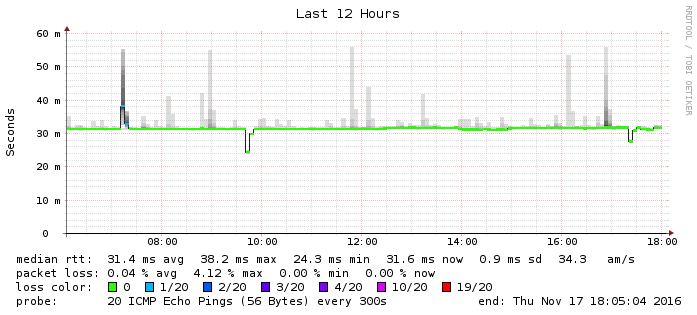 Last 12 Hours
RRDTOOL / TOBI OETIKER
Seconds
60 m
50 m
40 m
30 m
20 m
10 m
0
08:00 10:00 12:00 14:00 16:00 18:00
median rtt: 31.4 ms avg 38.2 ms max 24.3 ms min 31.6 ms now 0.9 ms sd 34.3 am/s
packet loss: 0.04 % avg 4.12 % max 0.00 % min 0.00 % now
loss color: 0 1/20 2/20 3/20 4/20 10/20 19/20
probe: 20 ICMP Echo Pings (56 Bytes) every 300s end: Thu Nov 17 18:05:04 2016